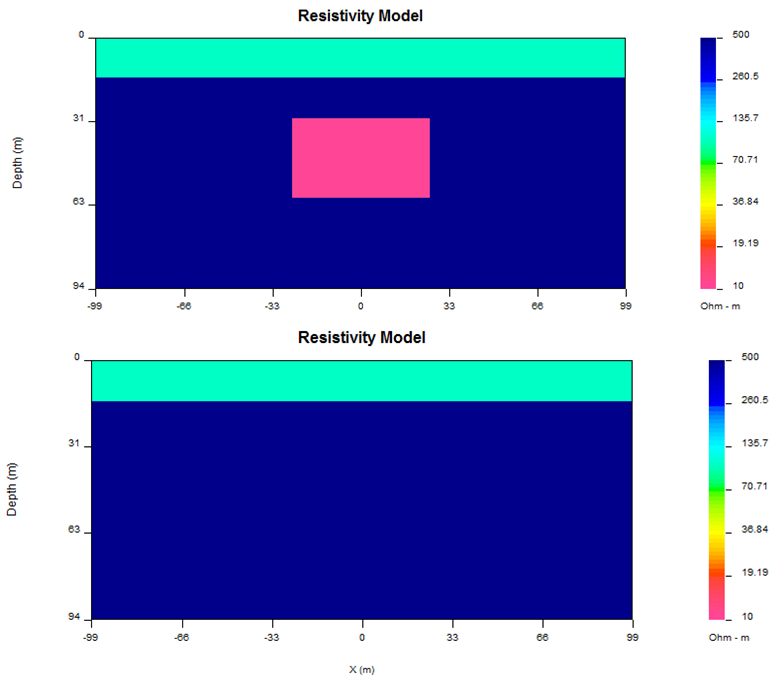 Resistivity Model
0
31
63
94
Depth (m)
-99 -66 -33 0 33 66 99
500
260.5
135.7
70.71
36.84
19.19
10
Ohm - m
Resistivity Model
0
31
63
94
Depth (m)
-99 -66 -33 0 33 66 99
X (m)
500
260.5
135.7
70.71
36.84
19.19
10
Ohm - m